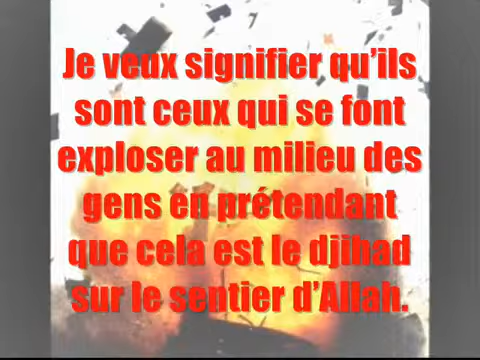 Je veux signifier qu'ils
sont ceux qui se font
exploser au milieu des
gens en prétendant
que cela est le djihad
sur le sentier d'Allah.